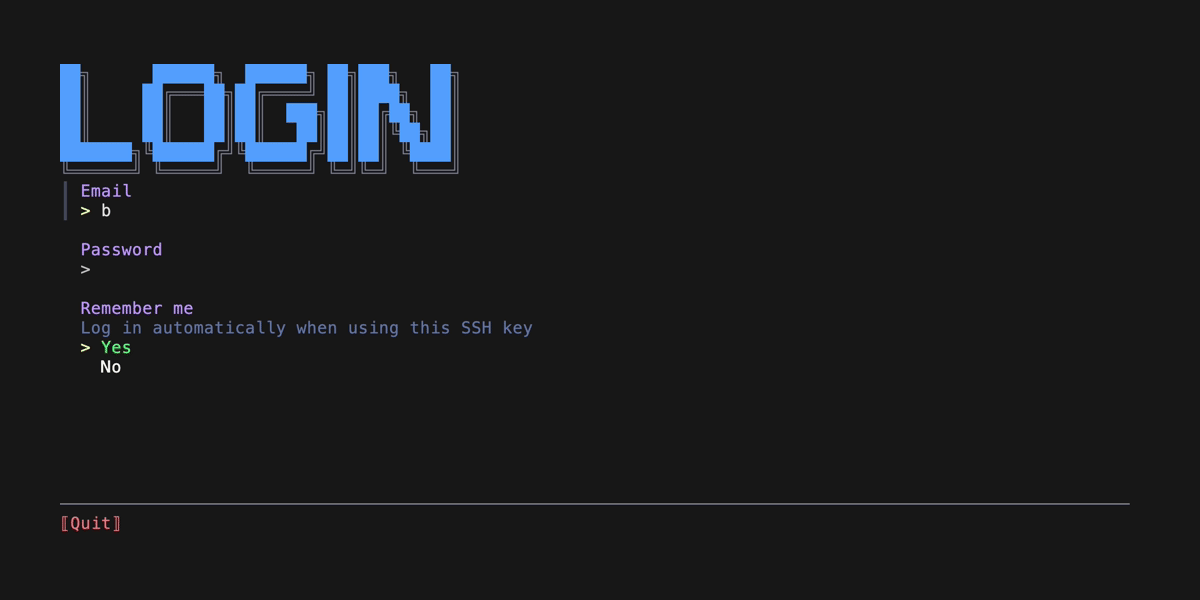 LOGIN
Email
> b
Password
>
Remember me
Log in automatically when using this SSH key
> Yes
No
⟦Quit⟧